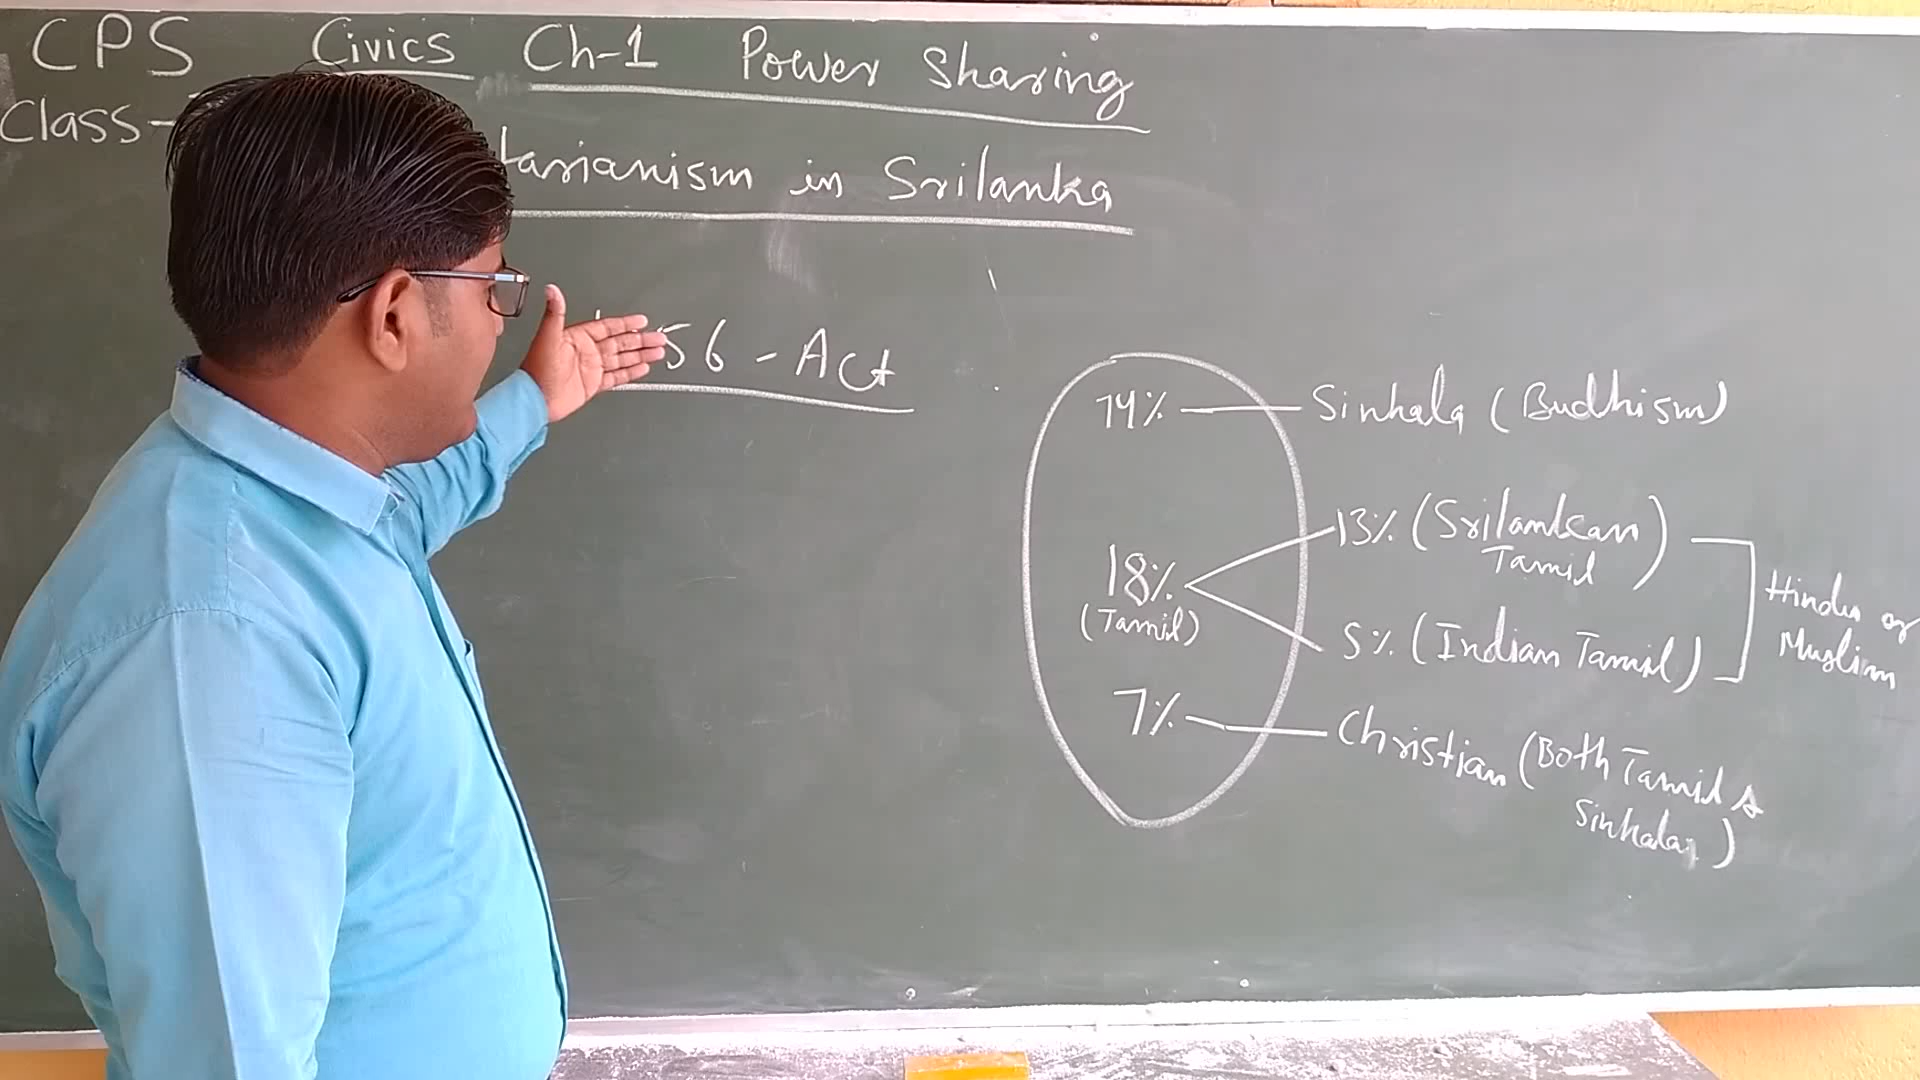 CPS Civics Ch-1 Power Sharing
Class-
tarianism in Srilanka
56 - Act
74% Sinhala (Budhism)
13% (Srilankan
Tamil)
18%
(Tamil)
5% (Indian Tamil)
Hindu or
Muslim
7% Christian (Both Tamil &
Sinhala)